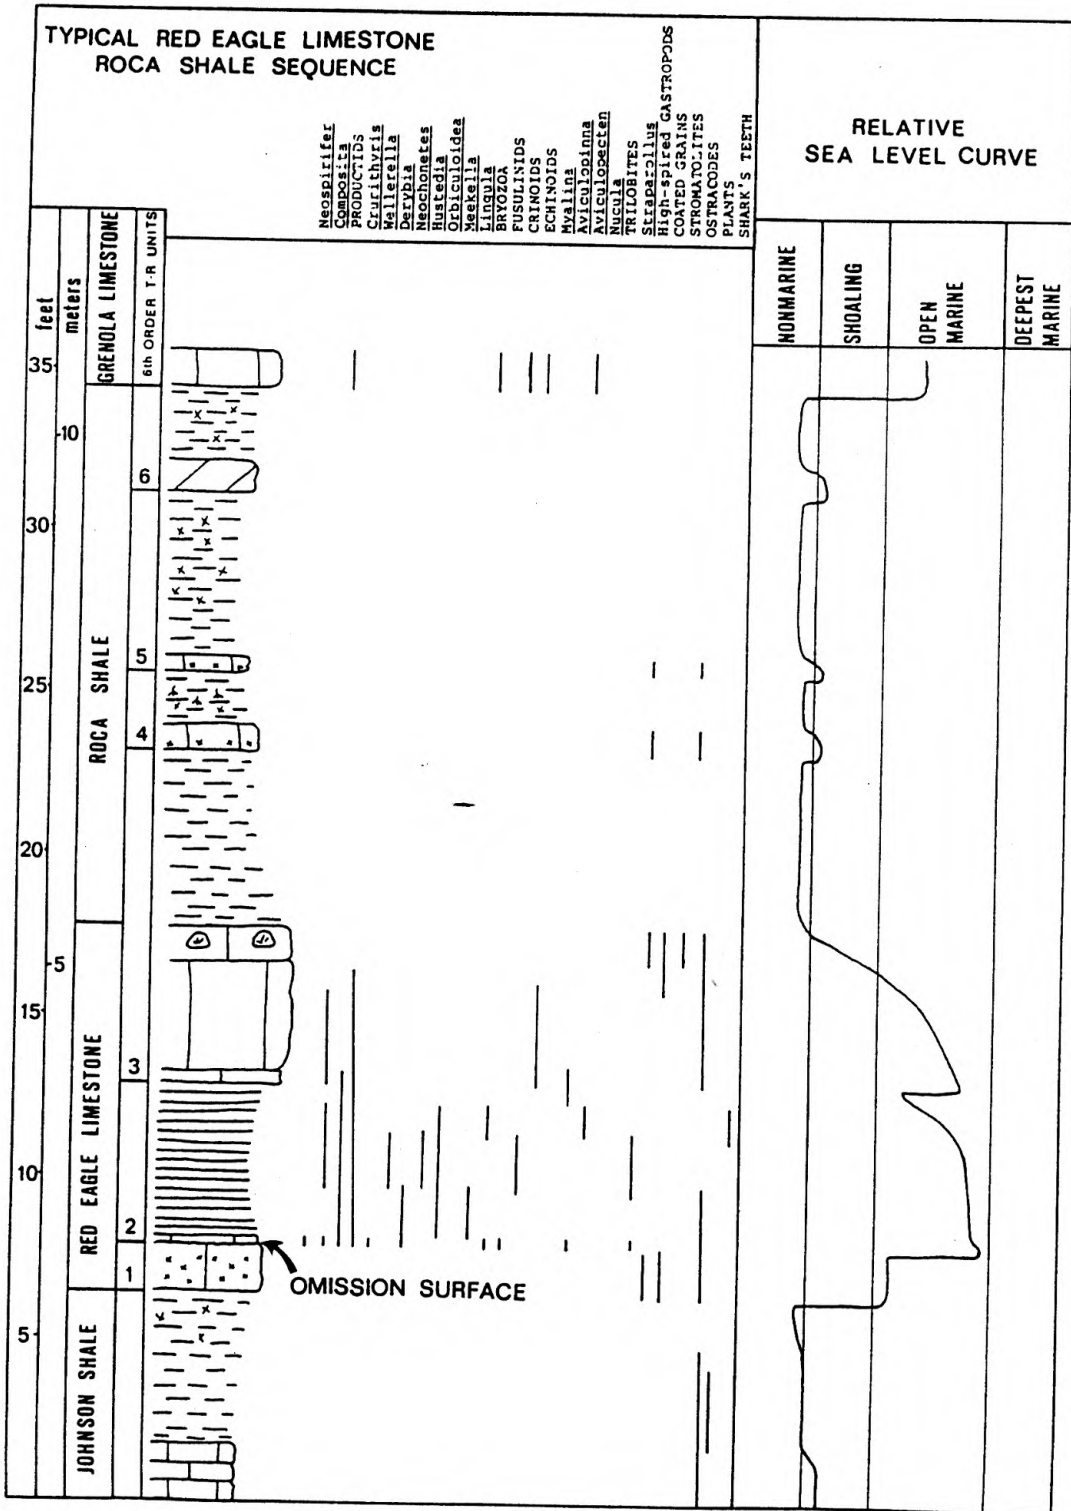 TYPICAL RED EAGLE LIMESTONE
ROCA SHALE SEQUENCE
Neospirifer
Composita
PRODUCTIDS
Crurithyris
Wellerella
Derybia
Neochonetes
Hustedia
Orbiculoidea
Meekella
Lingula
BRYOZOA
FUSULINIDS
CRINOIDS
ECHINOIDS
Myalina
Aviculopinna
Aviculopecten
Nucula
TRILOBITES
Straparollus
High-spired GASTROPODS
COATED GRAINS
STROMATOLITES
OSTRACODES
PLANTS
SHARK'S TEETH
RELATIVE
SEA LEVEL CURVE
feet
meters
GRENOLA LIMESTONE
6th ORDER T-R UNITS
NONMARINE
SHOALING
OPEN
MARINE
DEEPEST
MARINE
35
10
6
30
ROCA SHALE
5
25
4
20
5
15
RED EAGLE LIMESTONE
3
10
2
1
OMISSION SURFACE
5
JOHNSON SHALE